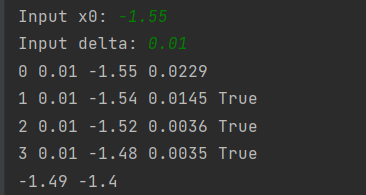 Input x0: -1.55
Input delta: 0.01
0 0.01 -1.55 0.0229
1 0.01 -1.54 0.0145 True
2 0.01 -1.52 0.0036 True
3 0.01 -1.48 0.0035 True
-1.49 -1.4